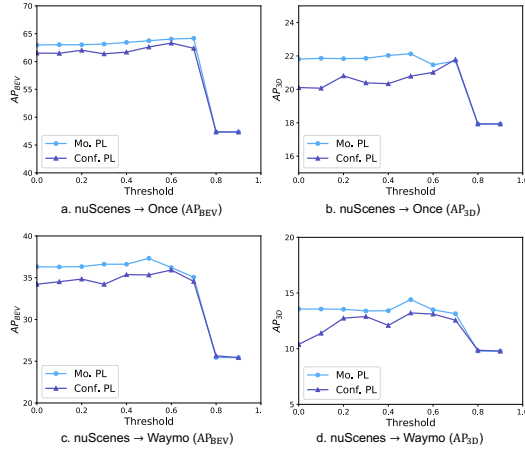 70
65
60
55
50
45
40
AP_BEV
Mo. PL
Conf. PL
0.0 0.2 0.4 0.6 0.8 1.0
Threshold
a. nuScenes → Once (AP_BEV)
24
22
20
18
16
AP_3D
Mo. PL
Conf. PL
0.0 0.2 0.4 0.6 0.8 1.
Threshold
b. nuScenes → Once (AP_3D)
40
35
30
25
20
AP_BEV
Mo. PL
Conf. PL
0.0 0.2 0.4 0.6 0.8 1.0
Threshold
c. nuScenes → Waymo (AP_BEV)
20
15
10
5
AP_3D
Mo. PL
Conf. PL
0.0 0.2 0.4 0.6 0.8 1.
Threshold
d. nuScenes → Waymo (AP_3D)